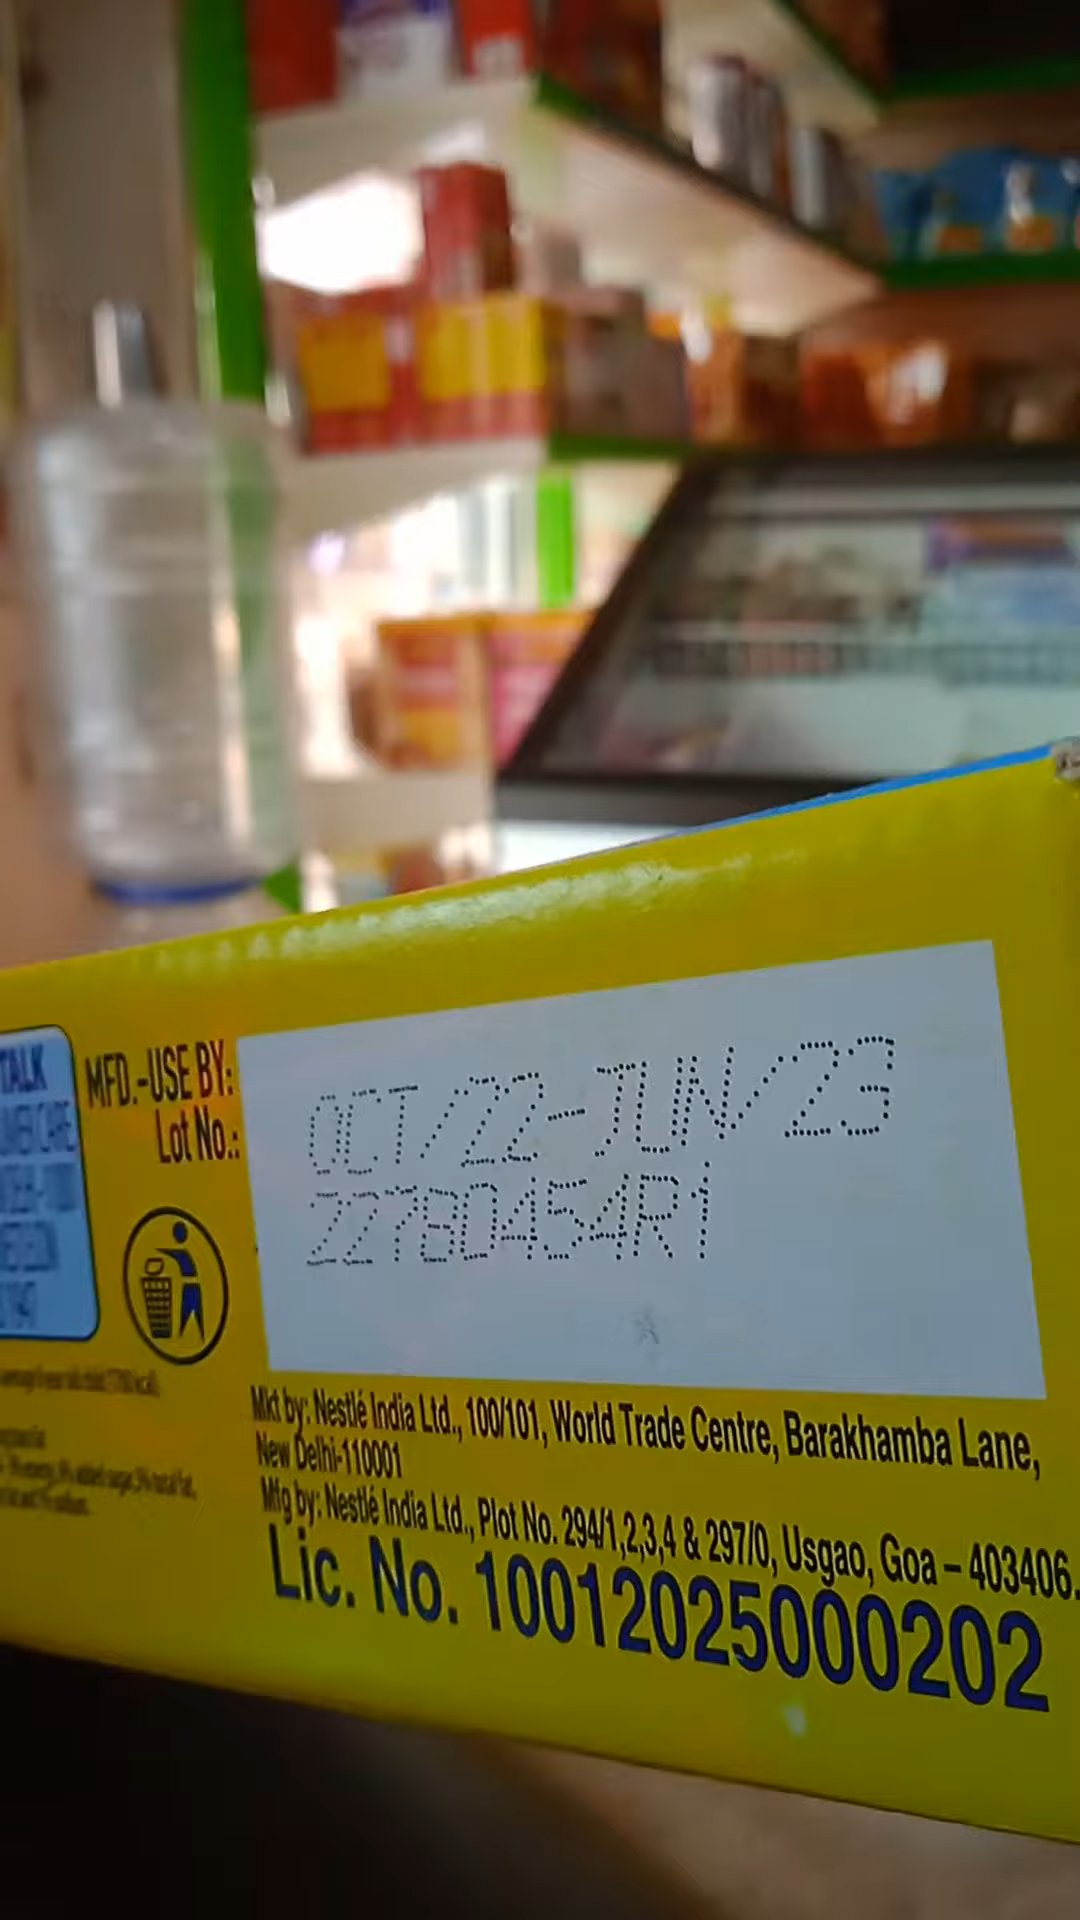 TALK
MFD.-USE BY:
Lot No.:
OCT/22-JUN/23
22780454R1
Mkt by: Nestlé India Ltd., 100/101, World Trade Centre, Barakhamba Lane,
New Delhi-110001
Mfg by: Nestlé India Ltd., Plot No. 294/1,2,3,4 & 297/0, Usgao, Goa – 403406.
Lic. No. 10012025000202